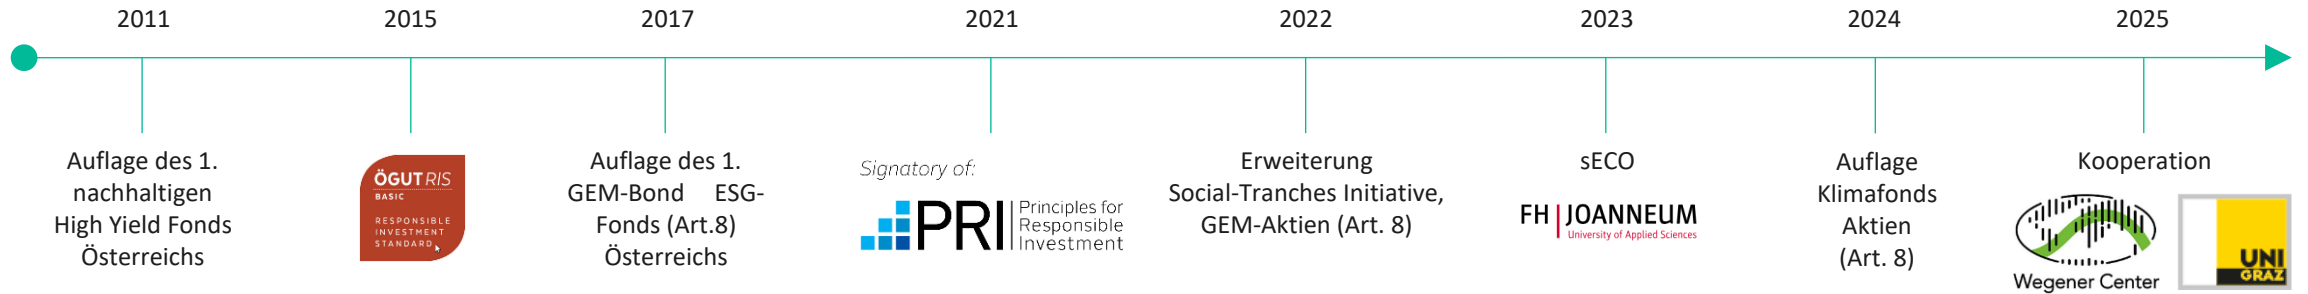 2011
2015
2017
2021
2022
2023
2024
2025
Auflage des 1.
nachhaltigen
High Yield Fonds
Österreichs
ÖGUT RIS
BASIC
RESPONSIBLE
INVESTMENT
STANDARD
Auflage des 1.
GEM-Bond ESG-
Fonds (Art.8)
Österreichs
Signatory of:
PRI
Principles for
Responsible
Investment
Erweiterung
Social-Tranches Initiative,
GEM-Aktien (Art. 8)
sECO
FH JOANNEUM
University of Applied Sciences
Auflage
Klimafonds
Aktien
(Art. 8)
Kooperation
Wegener Center
UNI
GRAZ